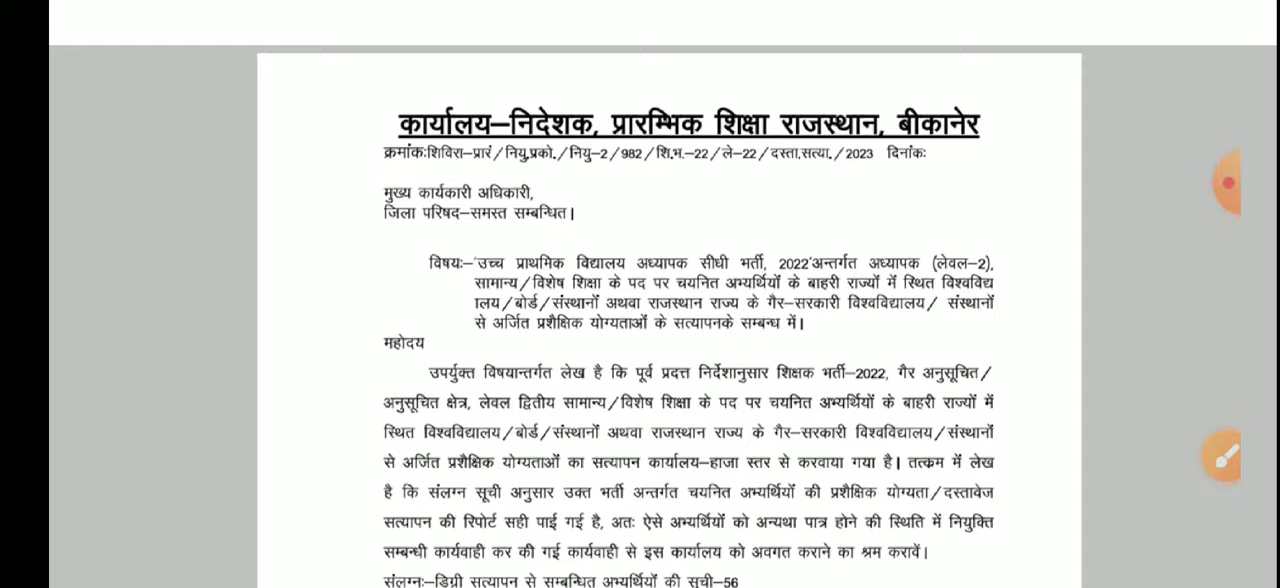 कार्यालय–निदेशक, प्रारम्भिक शिक्षा राजस्थान, बीकानेर
क्रमांकःशिविरा–प्रारं/नियु.प्रको./नियु–2/982/शि.भ.–22/ले–22/दस्ता.सत्या./2023 दिनांकः
मुख्य कार्यकारी अधिकारी,
जिला परिषद–समस्त सम्बन्धित।
विषयः–'उच्च प्राथमिक विद्यालय अध्यापक सीधी भर्ती, 2022'अन्तर्गत अध्यापक (लेवल–2),
सामान्य/विशेष शिक्षा के पद पर चयनित अभ्यर्थियों के बाहरी राज्यों में स्थित विश्वविद्य
ालय/बोर्ड/संस्थानों अथवा राजस्थान राज्य के गैर–सरकारी विश्वविद्यालय/ संस्थानों
से अर्जित प्रशैक्षिक योग्यताओं के सत्यापनके सम्बन्ध में।
महोदय
उपर्युक्त विषयान्तर्गत लेख है कि पूर्व प्रदत्त निर्देशानुसार शिक्षक भर्ती–2022, गैर अनुसूचित/
अनुसूचित क्षेत्र, लेवल द्वितीय सामान्य/विशेष शिक्षा के पद पर चयनित अभ्यर्थियों के बाहरी राज्यों में
स्थित विश्वविद्यालय/बोर्ड/संस्थानों अथवा राजस्थान राज्य के गैर–सरकारी विश्वविद्यालय/संस्थानों
से अर्जित प्रशैक्षिक योग्यताओं का सत्यापन कार्यालय–हाजा स्तर से करवाया गया है। तत्क्रम में लेख
है कि संलग्न सूची अनुसार उक्त भर्ती अन्तर्गत चयनित अभ्यर्थियों की प्रशैक्षिक योग्यता/दस्तावेज
सत्यापन की रिपोर्ट सही पाई गई है, अतः ऐसे अभ्यर्थियों को अन्यथा पात्र होने की स्थिति में नियुक्ति
सम्बन्धी कार्यवाही कर की गई कार्यवाही से इस कार्यालय को अवगत कराने का श्रम करावें।
संलग्नः–डिग्री सत्यापन से सम्बन्धित अभ्यर्थियों की सूची–56